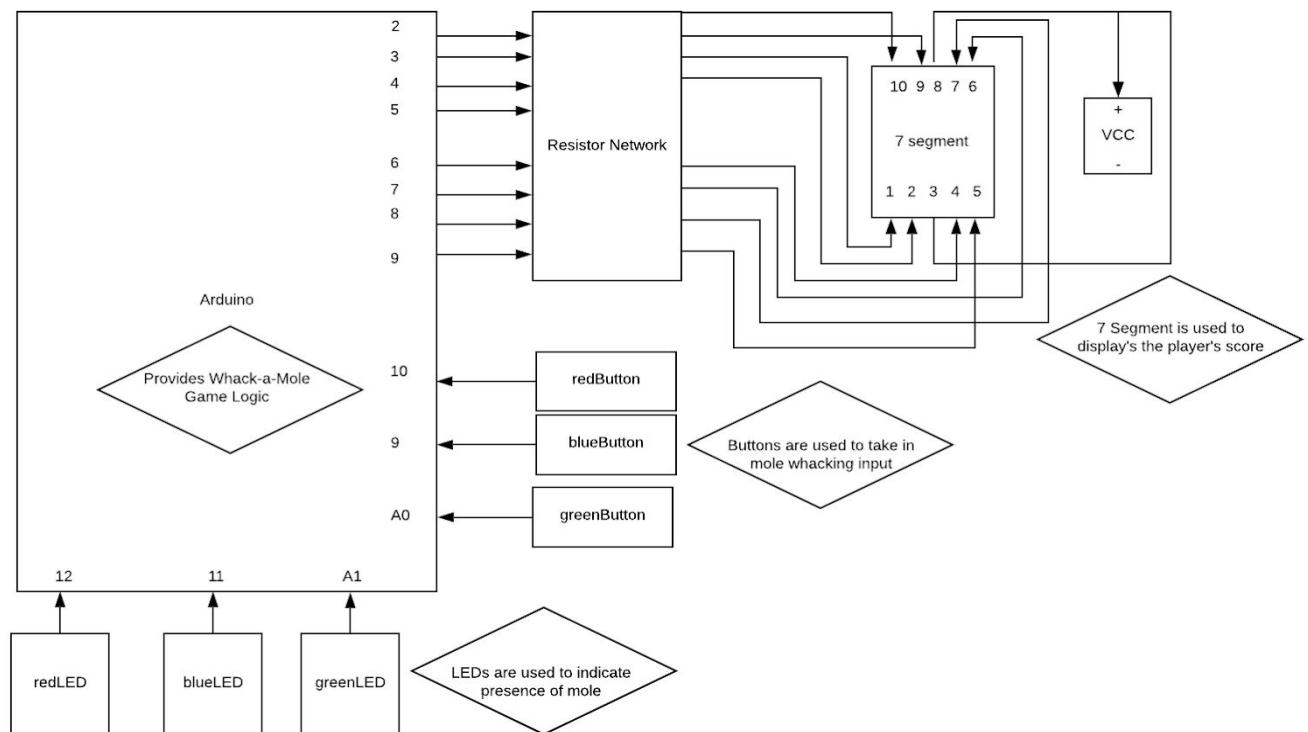 2
3
4
5
6
7
8
9
Arduino
Provides Whack-a-Mole
Game Logic
10
9
A0
12
11
A1
Resistor Network
10 9 8 7 6
7 segment
1 2 3 4 5
+
VCC
-
7 Segment is used to
display's the player's score
redButton
blueButton
greenButton
Buttons are used to take in
mole whacking input
redLED
blueLED
greenLED
LEDs are used to indicate
presence of mole